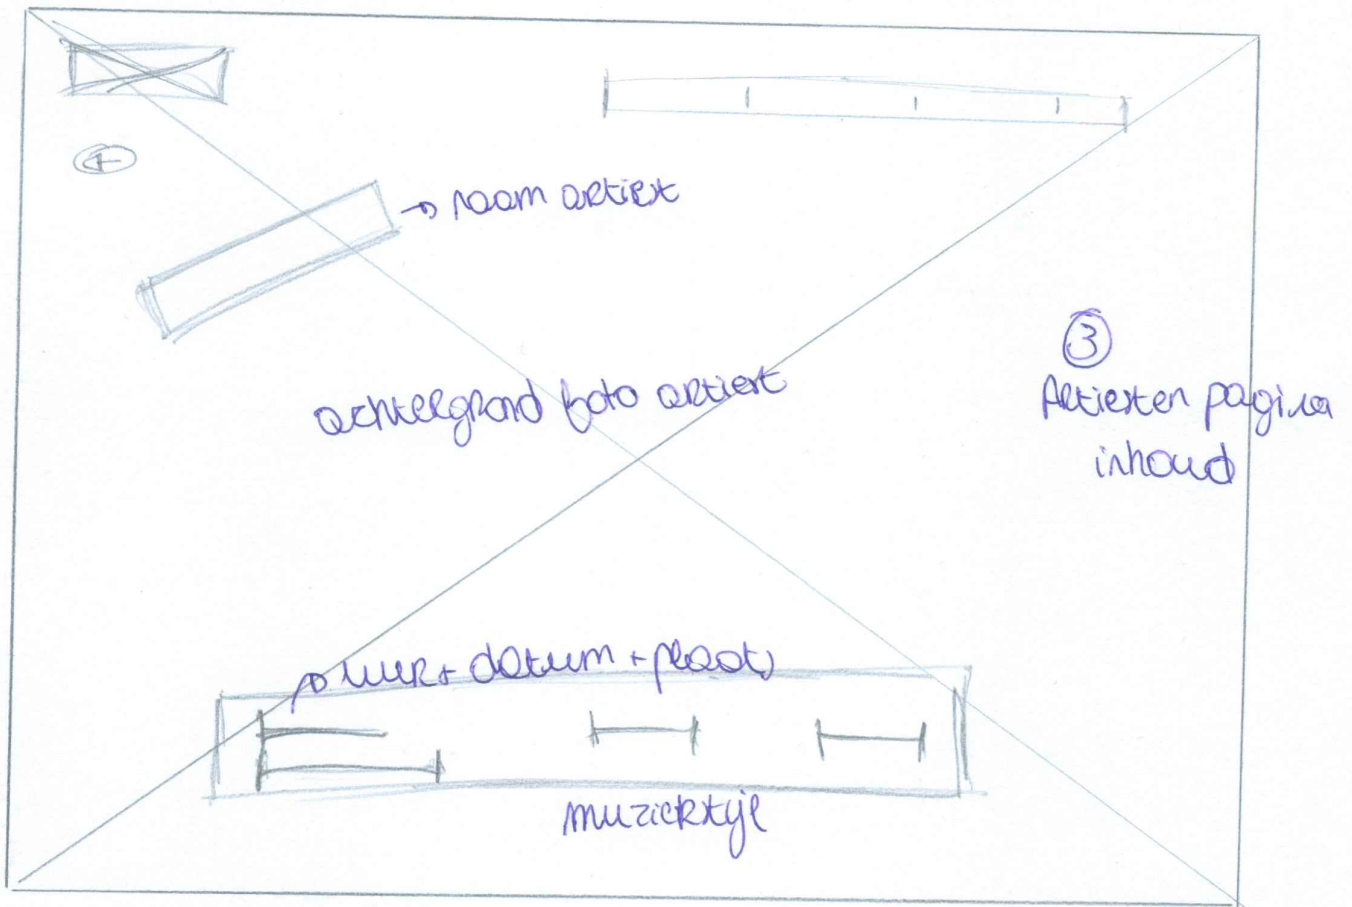 → naam artiest
achtergrond foto artiest
③
Artiesten pagina
inhoud
→ uur + datum + plaats
muziekstijl